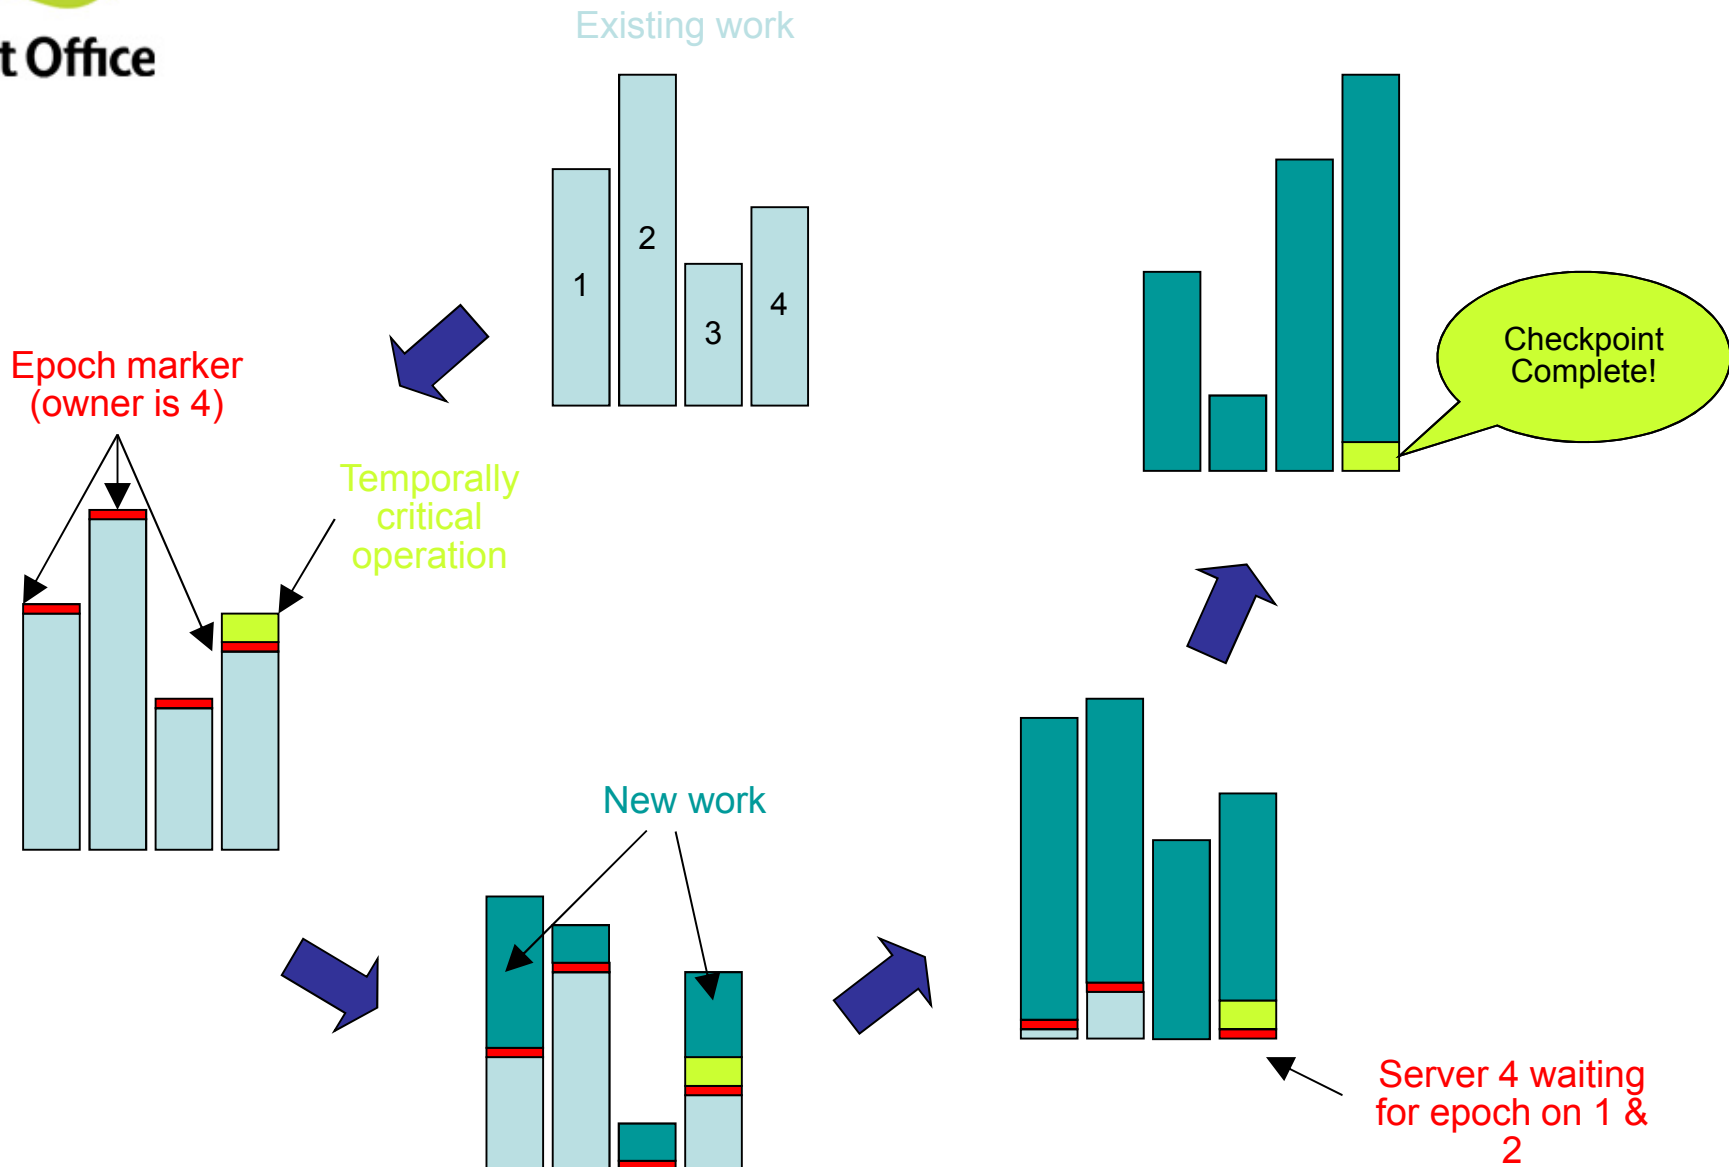 t Office
Existing work
1
2
3
4
Checkpoint
Complete!
Epoch marker
(owner is 4)
Temporally
critical
operation
New work
Server 4 waiting
for epoch on 1 &
2